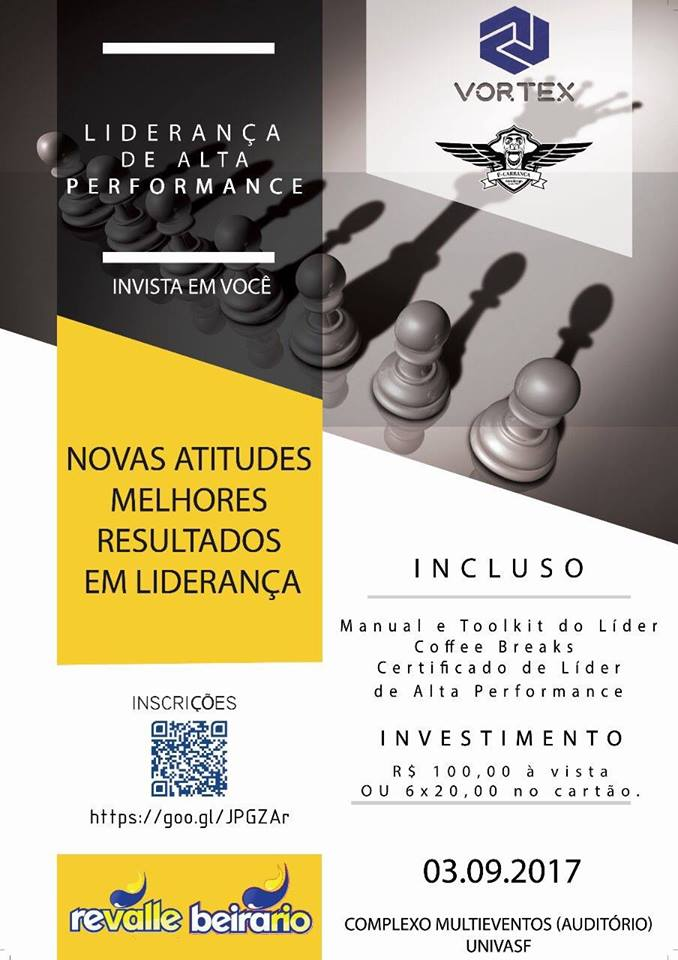 VORTEX
LIDERANÇA
DE ALTA
PERFORMANCE
INVISTA EM VOCÊ
F-CARRANCA
NOVAS ATITUDES
MELHORES
RESULTADOS
EM LIDERANÇA
INCLUSO
Manual e Toolkit do Líder
Coffee Breaks
Certificado de Líder
de Alta Performance
INVESTIMENTO
R$ 100,00 à vista
OU 6x20,00 no cartão.
INSCRIÇÕES
https://goo.gl/JPGZAr
revalle beirario
03.09.2017
COMPLEXO MULTIEVENTOS (AUDITÓRIO)
UNIVASF